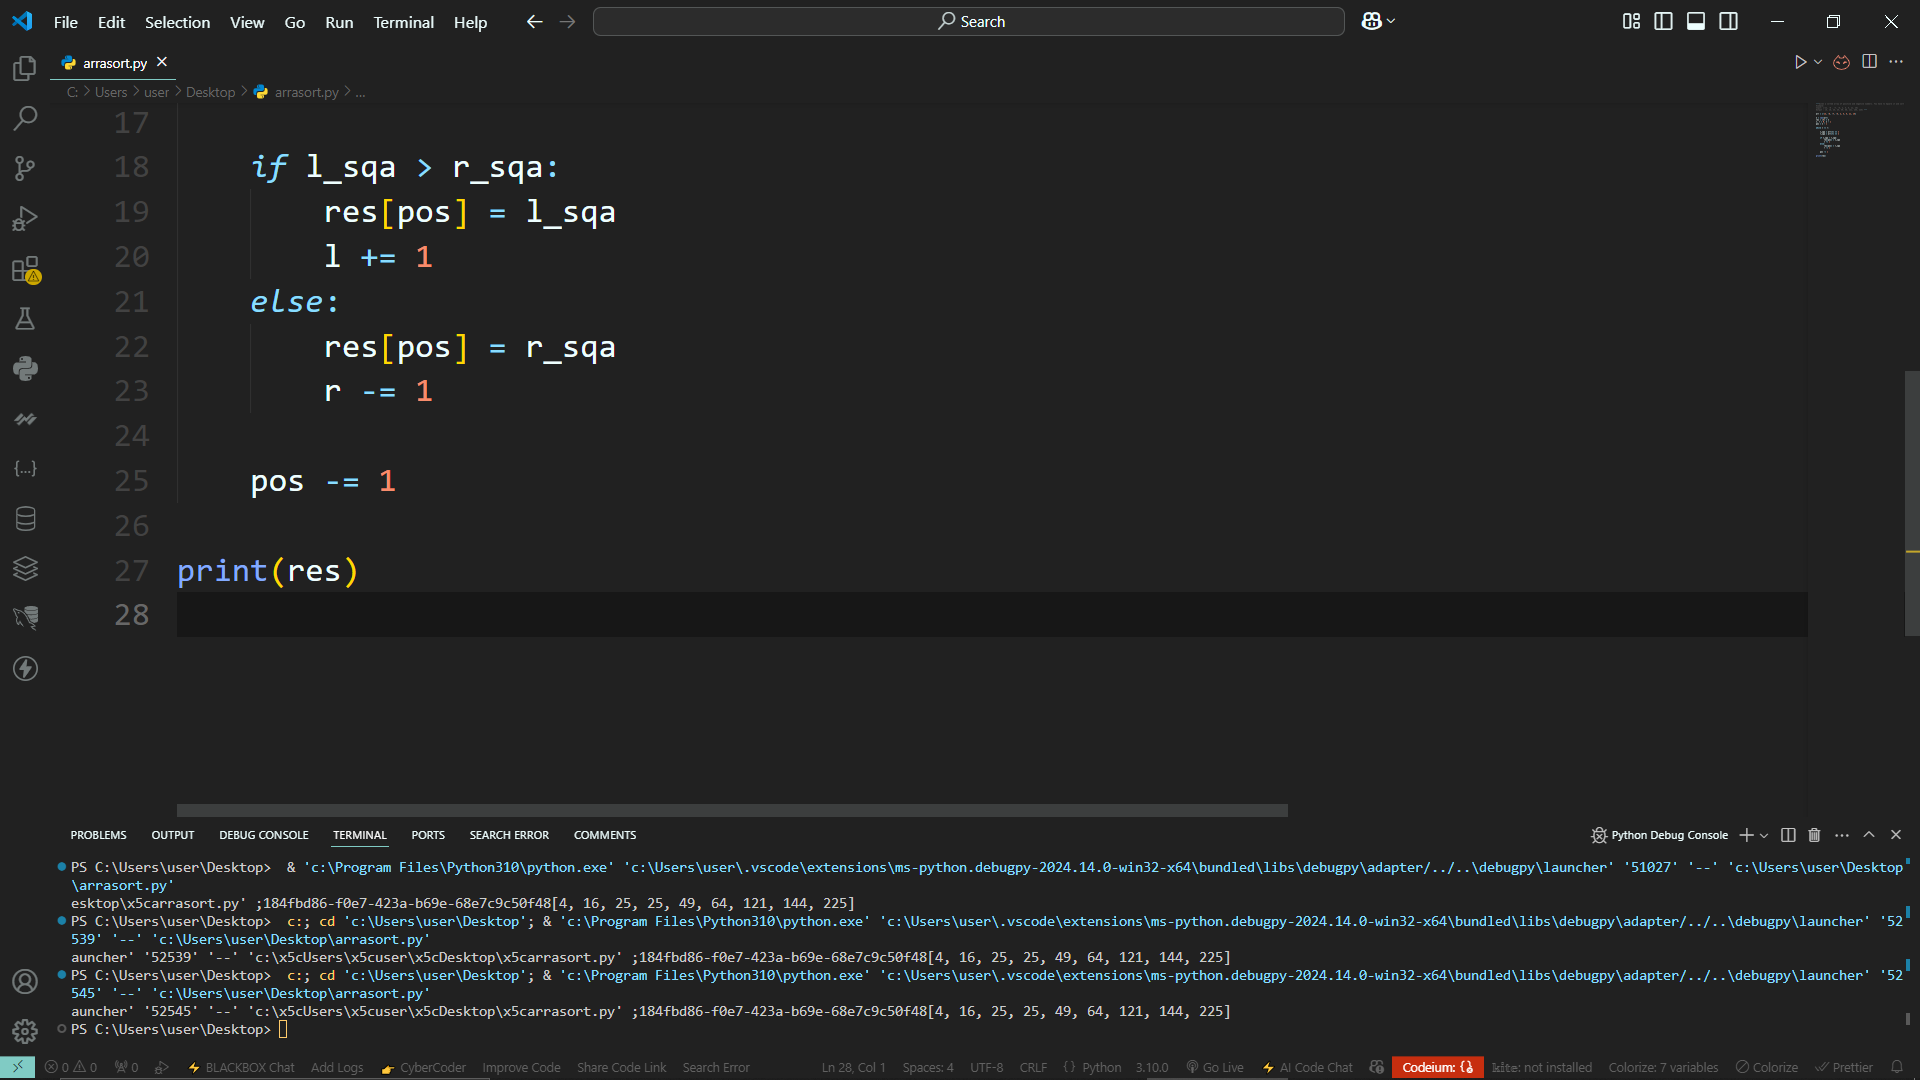 File Edit Selection View Go Run Terminal Help
Search
arrasort.py
C: > Users > user > Desktop > arrasort.py > ...
17
18 if l_sqa > r_sqa:
19 res[pos] = l_sqa
20 l += 1
21 else:
22 res[pos] = r_sqa
23 r -= 1
24
25 pos -= 1
26
27 print(res)
28
PROBLEMS OUTPUT DEBUG CONSOLE TERMINAL PORTS SEARCH ERROR COMMENTS
Python Debug Console
PS C:\Users\user\Desktop>  & 'c:\Program Files\Python310\python.exe' 'c:\Users\user\.vscode\extensions\ms-python.debugpy-2024.14.0-win32-x64\bundled\libs\debugpy\adapter/../..\debugpy\launcher' '51027' '--' 'c:\Users\user\Desktop
\arrasort.py'
esktop\x5carrasort.py' ;184fbd86-f0e7-423a-b69e-68e7c9c50f48[4, 16, 25, 25, 49, 64, 121, 144, 225]
PS C:\Users\user\Desktop>  c:; cd 'c:\Users\user\Desktop'; & 'c:\Program Files\Python310\python.exe' 'c:\Users\user\.vscode\extensions\ms-python.debugpy-2024.14.0-win32-x64\bundled\libs\debugpy\adapter/../..\debugpy\launcher' '52
539' '--' 'c:\Users\user\Desktop\arrasort.py'
auncher' '52539' '--' 'c:\x5cUsers\x5cuser\x5cDesktop\x5carrasort.py' ;184fbd86-f0e7-423a-b69e-68e7c9c50f48[4, 16, 25, 25, 49, 64, 121, 144, 225]
PS C:\Users\user\Desktop>  c:; cd 'c:\Users\user\Desktop'; & 'c:\Program Files\Python310\python.exe' 'c:\Users\user\.vscode\extensions\ms-python.debugpy-2024.14.0-win32-x64\bundled\libs\debugpy\adapter/../..\debugpy\launcher' '52
545' '--' 'c:\Users\user\Desktop\arrasort.py'
auncher' '52545' '--' 'c:\x5cUsers\x5cuser\x5cDesktop\x5carrasort.py' ;184fbd86-f0e7-423a-b69e-68e7c9c50f48[4, 16, 25, 25, 49, 64, 121, 144, 225]
PS C:\Users\user\Desktop>
0 0 0 BLACKBOX Chat Add Logs CyberCoder Improve Code Share Code Link Search Error Ln 28, Col 1 Spaces: 4 UTF-8 CRLF {} Python 3.10.0 Go Live AI Code Chat Codeium: {} kite: not installed Colorize: 7 variables Colorize Prettier